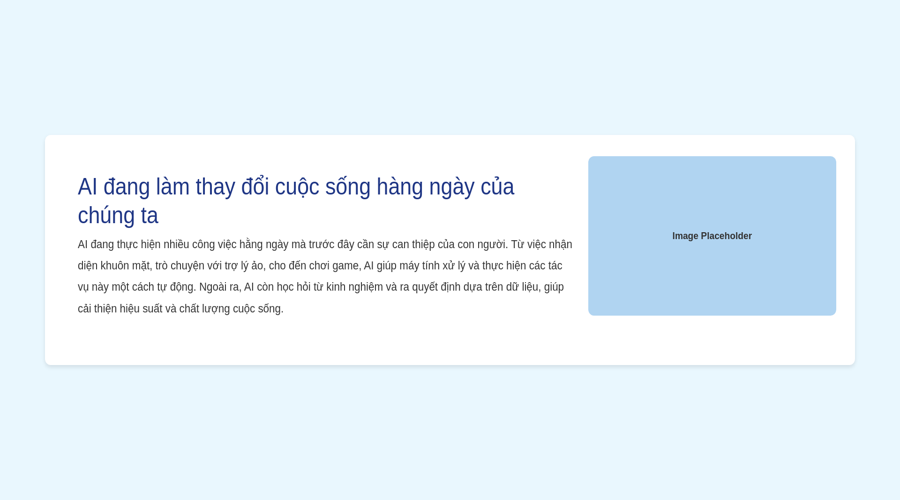 AI đang làm thay đổi cuộc sống hàng ngày của
chúng ta
AI đang thực hiện nhiều công việc hằng ngày mà trước đây cần sự can thiệp của con người. Từ việc nhận
diện khuôn mặt, trò chuyện với trợ lý ảo, cho đến chơi game, AI giúp máy tính xử lý và thực hiện các tác
vụ này một cách tự động. Ngoài ra, AI còn học hỏi từ kinh nghiệm và ra quyết định dựa trên dữ liệu, giúp
cải thiện hiệu suất và chất lượng cuộc sống.
Image Placeholder